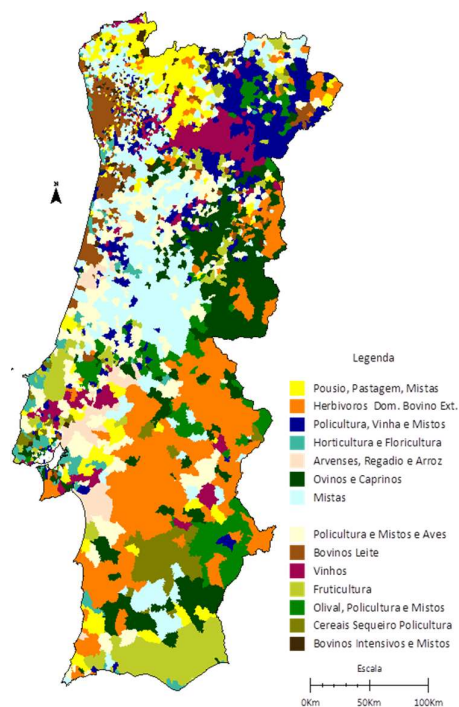 Legenda
Pousio, Pastagem, Mistas
Herbivoros Dom. Bovino Ext.
Policultura, Vinha e Mistos
Horticultura e Floricultura
Arvenses, Regadio e Arroz
Ovinos e Caprinos
Mistas
Policultura e Mistos e Aves
Bovinos Leite
Vinhos
Fruticultura
Olival, Policultura e Mistos
Cereais Sequeiro Policultura
Bovinos Intensivos e Mistos
Escala
0Km 50Km 100Km